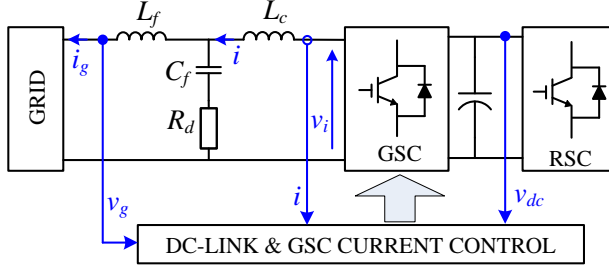 L_f
L_c
i_g
i
C_f
R_d
v_i
GRID
GSC
RSC
v_g
i
v_dc
DC-LINK & GSC CURRENT CONTROL